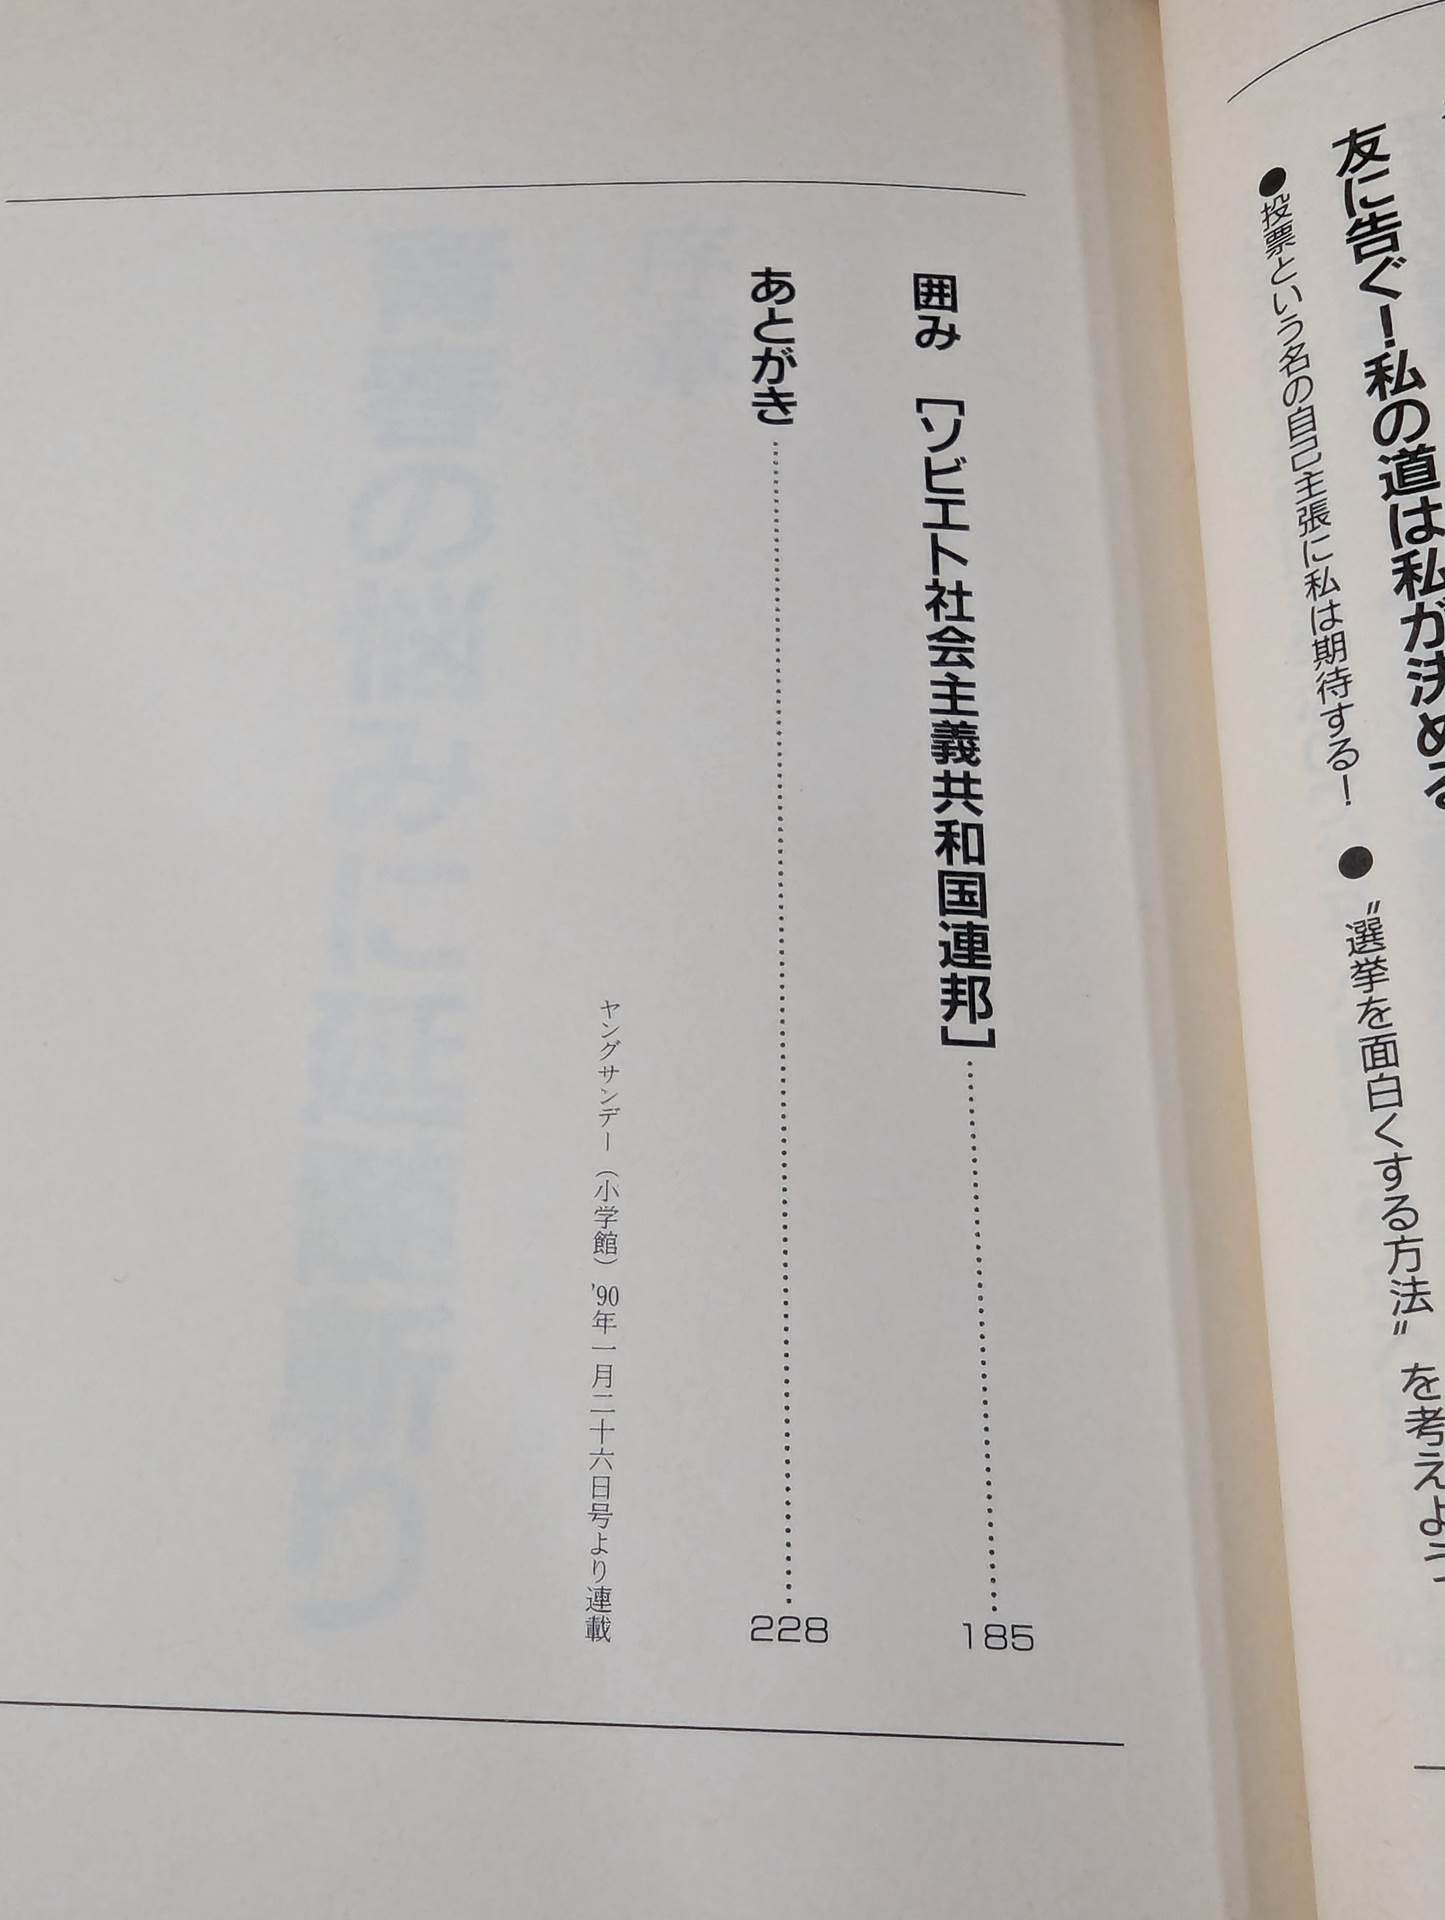 友に告ぐ!私の道は私が決める
●投票という名の自己主張に私は期待する! ●〝選挙を面白くする方法〟を考えよう
囲み [ソビエト社会主義共和国連邦]……185
あとがき……228
ヤングサンデー(小学館)'90年一月二十六日号より連載